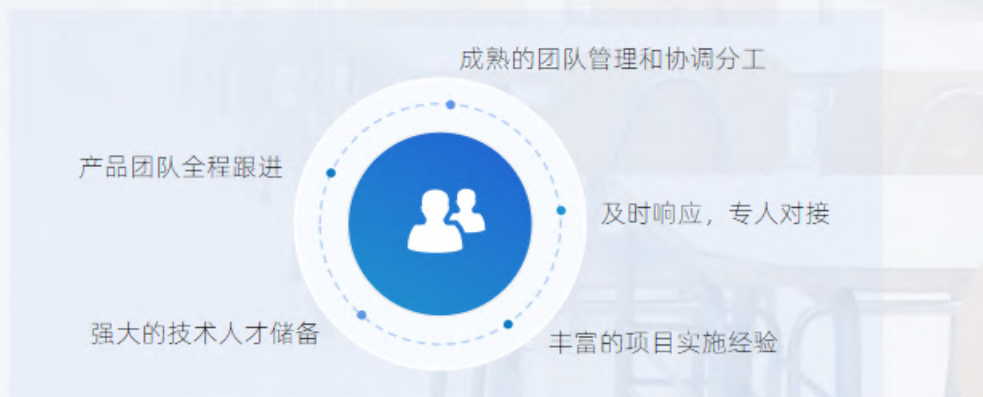 成熟的团队管理和协调分工
产品团队全程跟进
及时响应，专人对接
强大的技术人才储备
丰富的项目实施经验